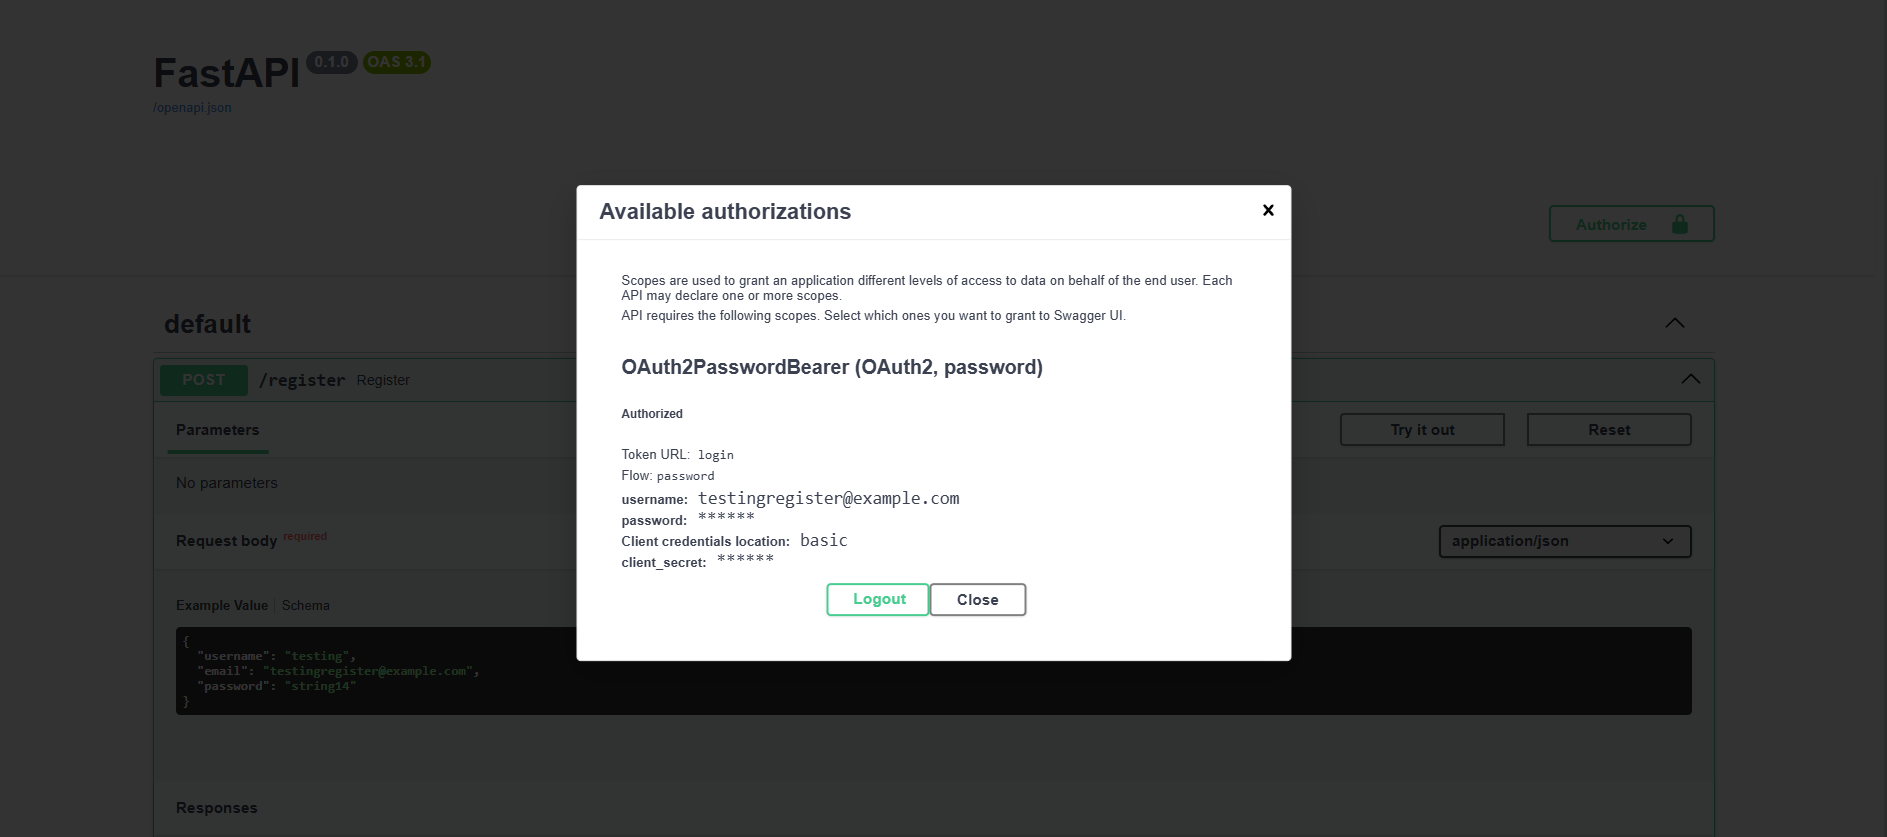 FastAPI 0.1.0 OAS 3.1
/openapi.json
Authorize
default
POST /register Register
Parameters
Try it out Reset
No parameters
Request body required
application/json
Example Value Schema
{
"username": "testing",
"email": "testingregister@example.com",
"password": "string14"
}
Responses
Available authorizations
Scopes are used to grant an application different levels of access to data on behalf of the end user. Each
API may declare one or more scopes.
API requires the following scopes. Select which ones you want to grant to Swagger UI.
OAuth2PasswordBearer (OAuth2, password)
Authorized
Token URL: login
Flow: password
username: testingregister@example.com
password: ******
Client credentials location: basic
client_secret: ******
Logout Close